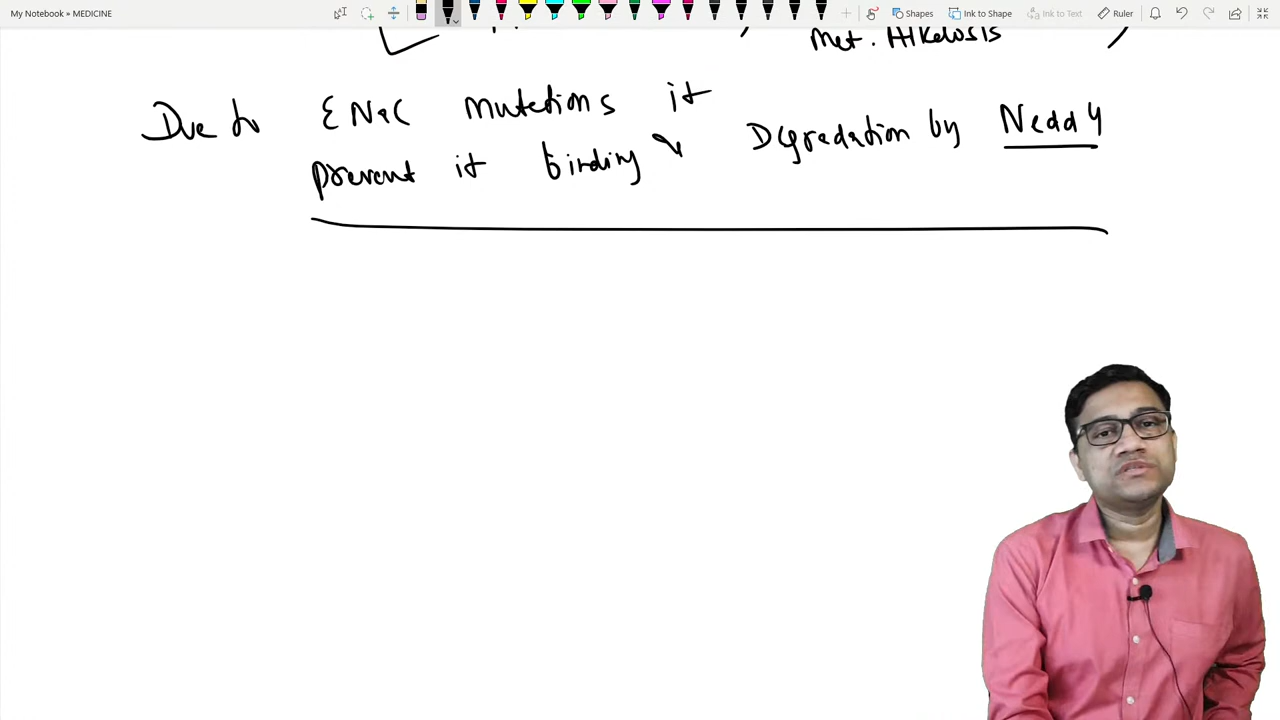 My Notebook » MEDICINE
Shapes
Ink to Shape
Ink to Text
Ruler
Met. Alkalosis
Due to ENaC mutations it
prevent it binding & Degradation by Nedd4